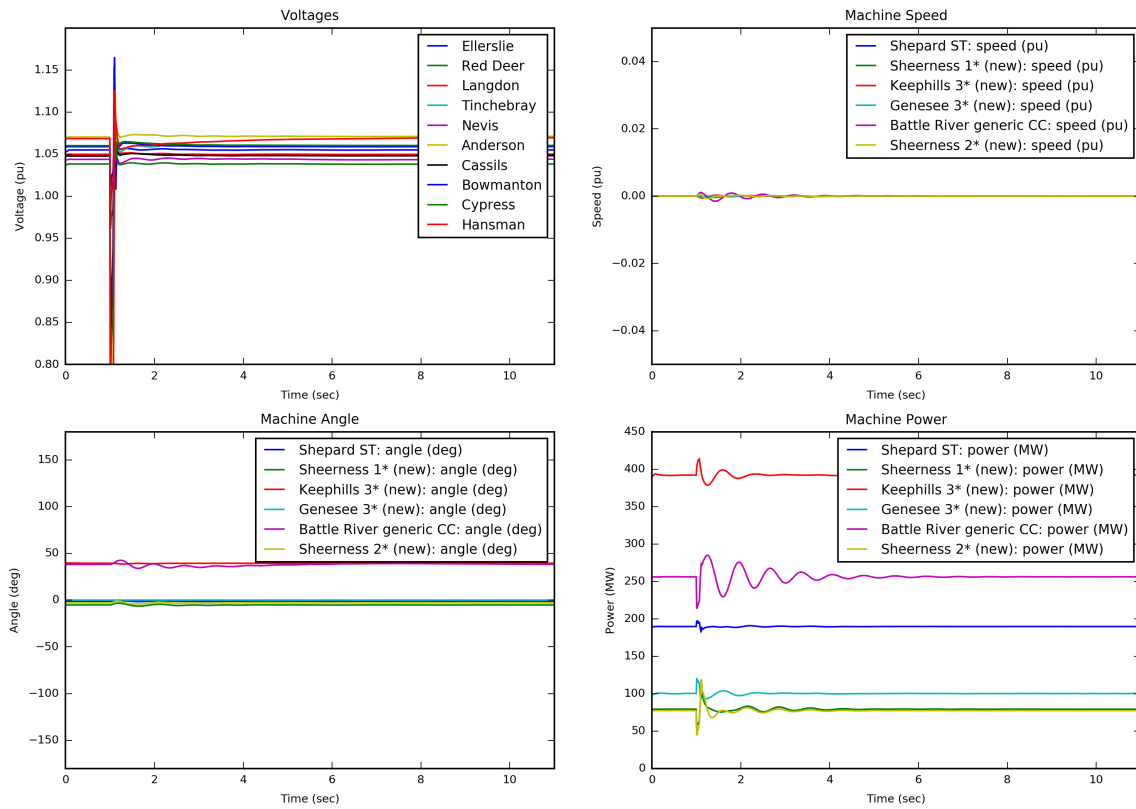 Voltages
1.15
1.10
1.05
1.00
0.95
0.90
0.85
0.80
Voltage (pu)
0
2
4
6
8
10
Time (sec)
Ellerslie
Red Deer
Langdon
Tinchebray
Nevis
Anderson
Cassils
Bowmanton
Cypress
Hansman
Machine Speed
0.04
0.02
0.00
−0.02
−0.04
Speed (pu)
0
2
4
6
8
10
Time (sec)
Shepard ST: speed (pu)
Sheerness 1* (new): speed (pu)
Keephills 3* (new): speed (pu)
Genesee 3* (new): speed (pu)
Battle River generic CC: speed (pu)
Sheerness 2* (new): speed (pu)
Machine Angle
150
100
50
0
−50
−100
−150
Angle (deg)
0
2
4
6
8
10
Time (sec)
Shepard ST: angle (deg)
Sheerness 1* (new): angle (deg)
Keephills 3* (new): angle (deg)
Genesee 3* (new): angle (deg)
Battle River generic CC: angle (deg)
Sheerness 2* (new): angle (deg)
Machine Power
450
400
350
300
250
200
150
100
50
0
Power (MW)
0
2
4
6
8
10
Time (sec)
Shepard ST: power (MW)
Sheerness 1* (new): power (MW)
Keephills 3* (new): power (MW)
Genesee 3* (new): power (MW)
Battle River generic CC: power (MW)
Sheerness 2* (new): power (MW)